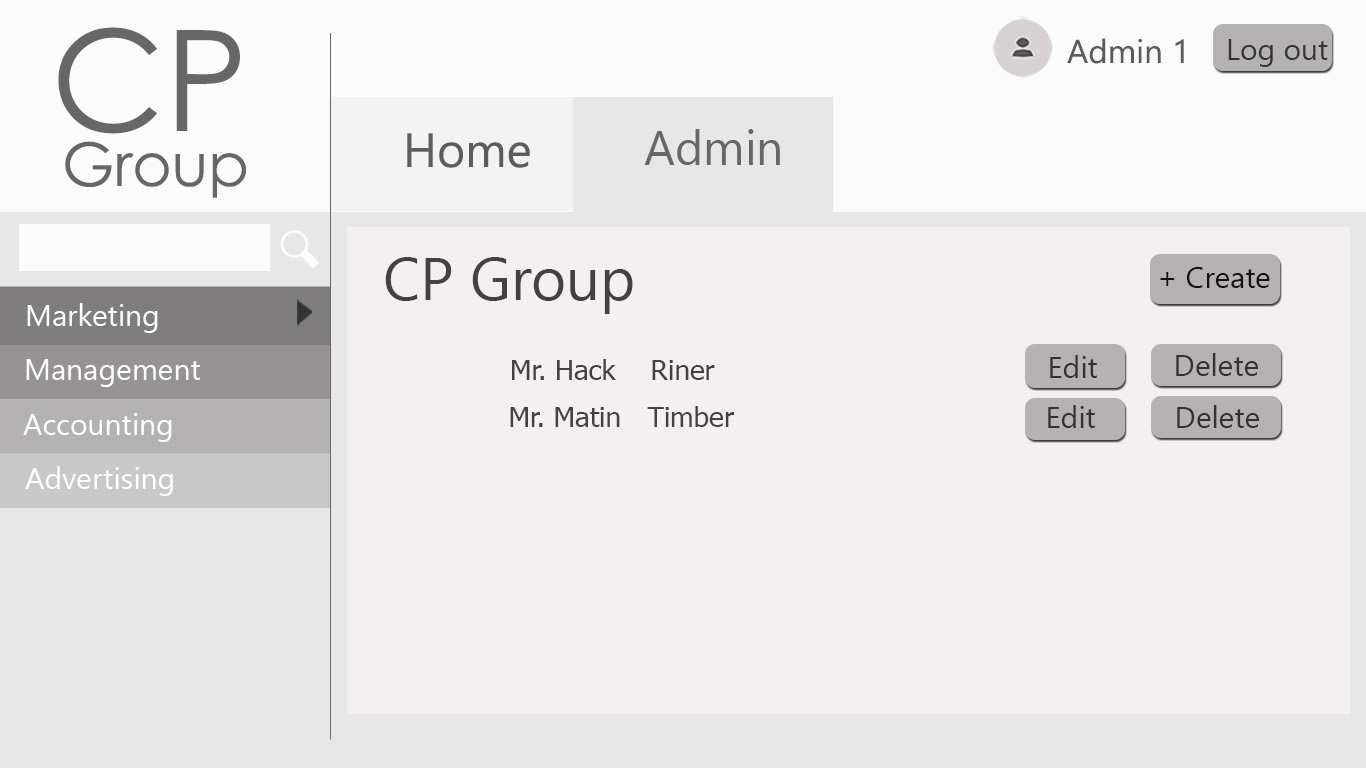 CP
Group
Admin 1
Log out
Home
Admin
Marketing
Management
Accounting
Advertising
CP Group
+ Create
Mr. Hack Riner Edit Delete
Mr. Matin Timber Edit Delete